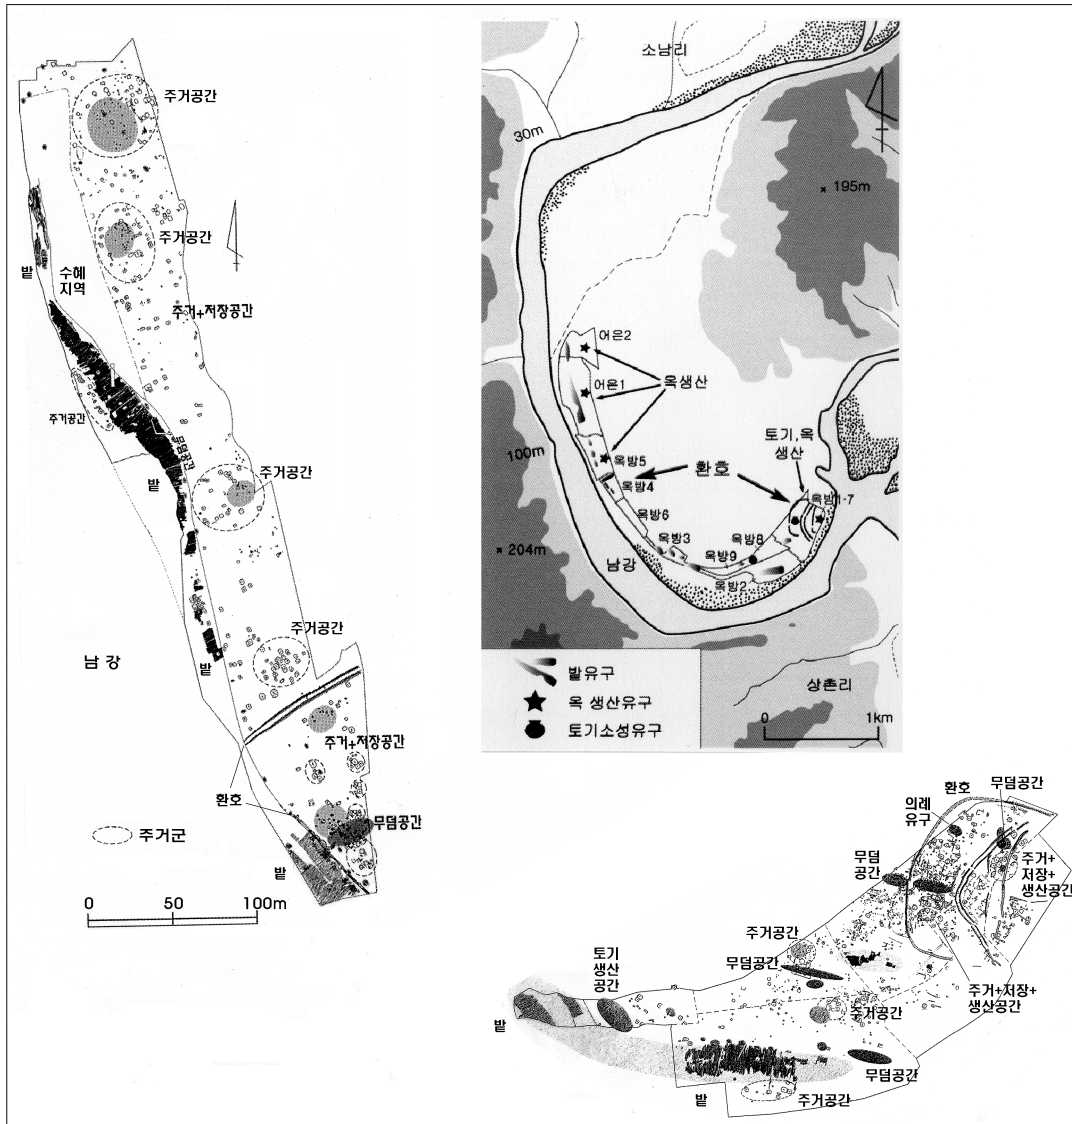 주거공간
주거공간
밭
수혜
지역
주거+저장공간
주거공간
무덤공간
밭
주거공간
주거공간
밭
남 강
주거+저장공간
환호
무덤공간
주거군
밭
0 50 100m
소남리
30m
195m
어은2
어은1
옥생산
토기,옥
생산
100m
옥방5
환호
옥방4
옥방1-7
옥방6
옥방3
옥방8
옥방9
204m
남강
옥방2
밭유구
옥 생산유구
토기소성유구
상촌리
0 1km
환호
무덤공간
의례
유구
무덤
공간
주거+
저장+
생산공간
주거공간
토기
생산
공간
무덤공간
주거+저장+
생산공간
주거공간
밭
무덤공간
밭
주거공간